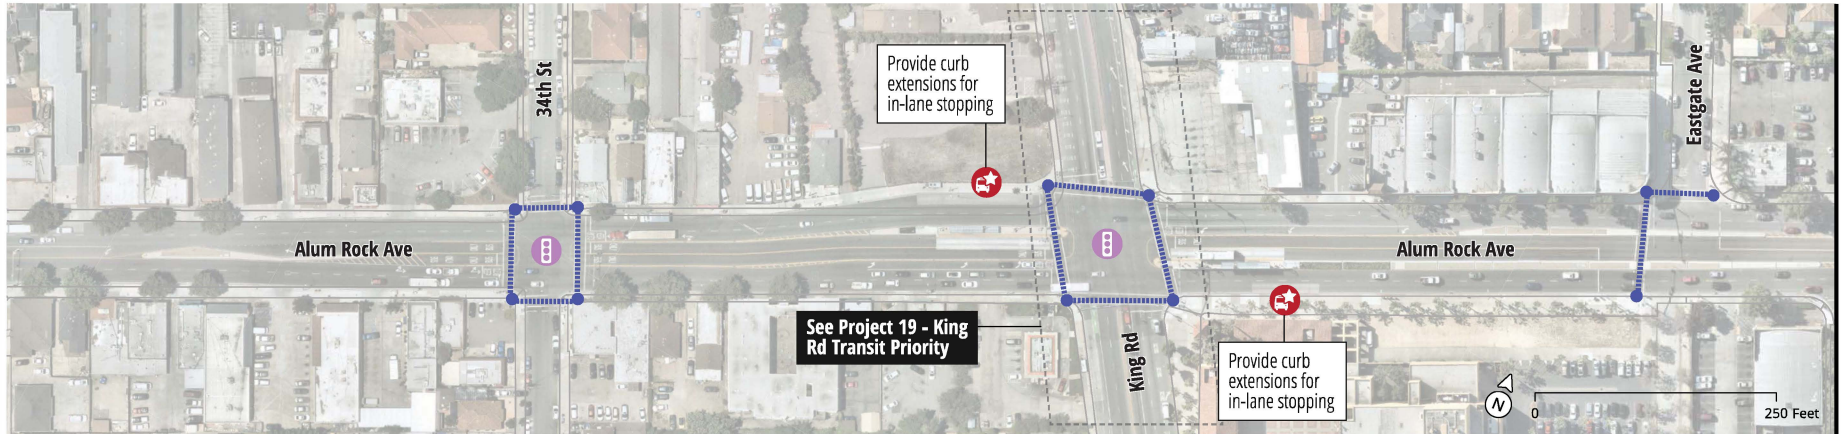 34th St
Provide curb
extensions for
in-lane stopping
Eastgate Ave
Alum Rock Ave
Alum Rock Ave
See Project 19 - King
Rd Transit Priority
King Rd
Provide curb
extensions for
in-lane stopping
N
0
250 Feet